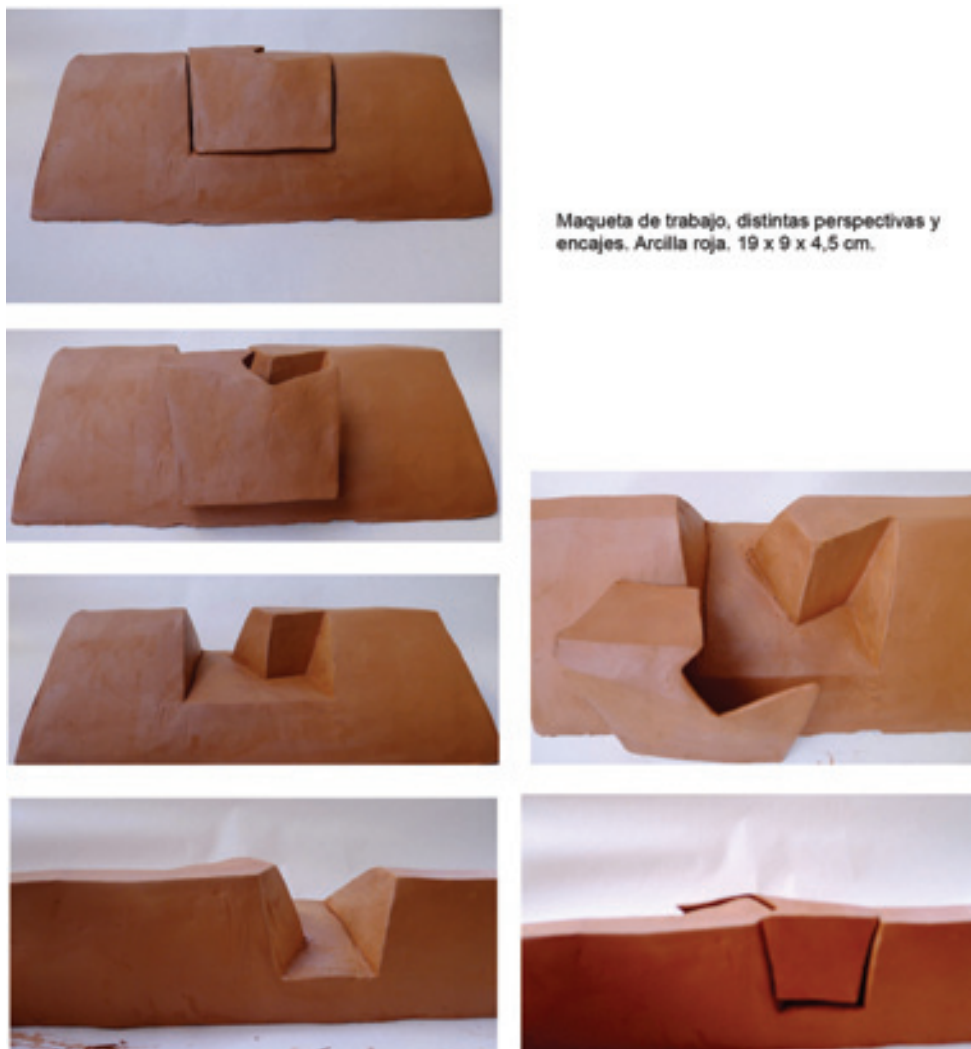 Maqueta de trabajo, distintas perspectivas y
encajes. Arcilla roja. 19 x 9 x 4,5 cm.